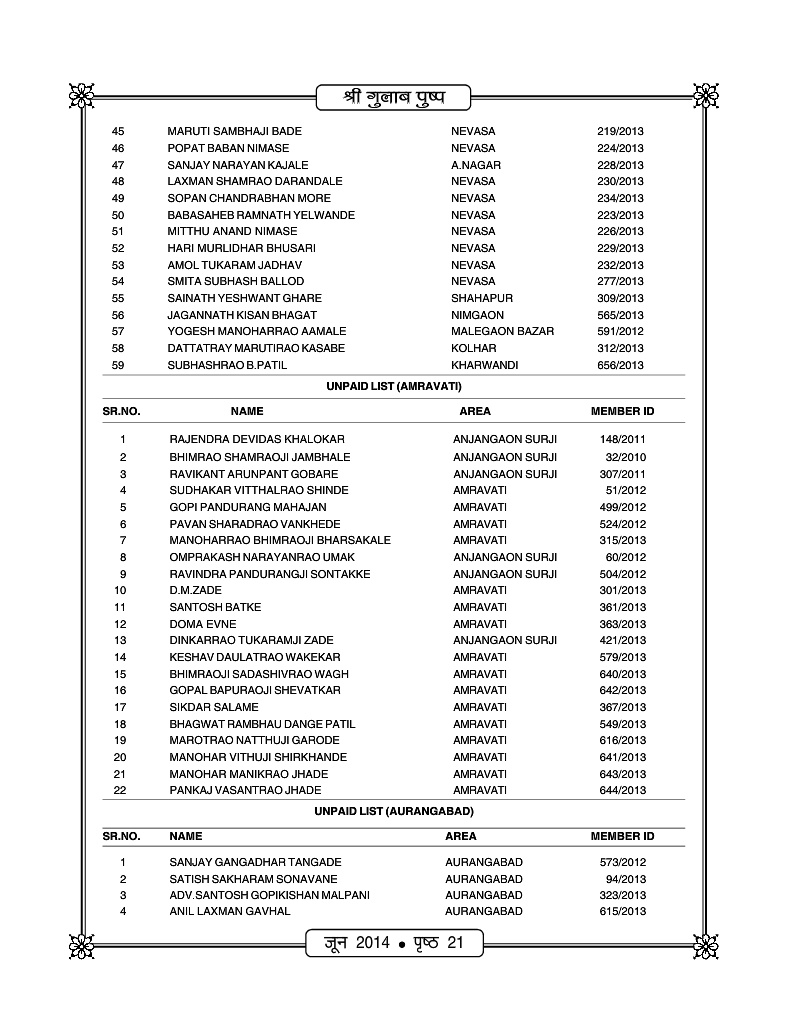 श्री गुलाब पुष्प
45 MARUTI SAMBHAJI BADE NEVASA 219/2013
46 POPAT BABAN NIMASE NEVASA 224/2013
47 SANJAY NARAYAN KAJALE A.NAGAR 228/2013
48 LAXMAN SHAMRAO DARANDALE NEVASA 230/2013
49 SOPAN CHANDRABHAN MORE NEVASA 234/2013
50 BABASAHEB RAMNATH YELWANDE NEVASA 223/2013
51 MITTHU ANAND NIMASE NEVASA 226/2013
52 HARI MURLIDHAR BHUSARI NEVASA 229/2013
53 AMOL TUKARAM JADHAV NEVASA 232/2013
54 SMITA SUBHASH BALLOD NEVASA 277/2013
55 SAINATH YESHWANT GHARE SHAHAPUR 309/2013
56 JAGANNATH KISAN BHAGAT NIMGAON 565/2013
57 YOGESH MANOHARRAO AAMALE MALEGAON BAZAR 591/2012
58 DATTATRAY MARUTIRAO KASABE KOLHAR 312/2013
59 SUBHASHRAO B.PATIL KHARWANDI 656/2013
UNPAID LIST (AMRAVATI)
SR.NO. NAME AREA MEMBER ID
1 RAJENDRA DEVIDAS KHALOKAR ANJANGAON SURJI 148/2011
2 BHIMRAO SHAMRAOJI JAMBHALE ANJANGAON SURJI 32/2010
3 RAVIKANT ARUNPANT GOBARE ANJANGAON SURJI 307/2011
4 SUDHAKAR VITTHALRAO SHINDE AMRAVATI 51/2012
5 GOPI PANDURANG MAHAJAN AMRAVATI 499/2012
6 PAVAN SHARADRAO VANKHEDE AMRAVATI 524/2012
7 MANOHARRAO BHIMRAOJI BHARSAKALE AMRAVATI 315/2013
8 OMPRAKASH NARAYANRAO UMAK ANJANGAON SURJI 60/2012
9 RAVINDRA PANDURANGJI SONTAKKE ANJANGAON SURJI 504/2012
10 D.M.ZADE AMRAVATI 301/2013
11 SANTOSH BATKE AMRAVATI 361/2013
12 DOMA EVNE AMRAVATI 363/2013
13 DINKARRAO TUKARAMJI ZADE ANJANGAON SURJI 421/2013
14 KESHAV DAULATRAO WAKEKAR AMRAVATI 579/2013
15 BHIMRAOJI SADASHIVRAO WAGH AMRAVATI 640/2013
16 GOPAL BAPURAOJI SHEVATKAR AMRAVATI 642/2013
17 SIKDAR SALAME AMRAVATI 367/2013
18 BHAGWAT RAMBHAU DANGE PATIL AMRAVATI 549/2013
19 MAROTRAO NATTHUJI GARODE AMRAVATI 616/2013
20 MANOHAR VITHUJI SHIRKHANDE AMRAVATI 641/2013
21 MANOHAR MANIKRAO JHADE AMRAVATI 643/2013
22 PANKAJ VASANTRAO JHADE AMRAVATI 644/2013
UNPAID LIST (AURANGABAD)
SR.NO. NAME AREA MEMBER ID
1 SANJAY GANGADHAR TANGADE AURANGABAD 573/2012
2 SATISH SAKHARAM SONAVANE AURANGABAD 94/2013
3 ADV.SANTOSH GOPIKISHAN MALPANI AURANGABAD 323/2013
4 ANIL LAXMAN GAVHAL AURANGABAD 615/2013
जून 2014 ● पृष्ठ 21